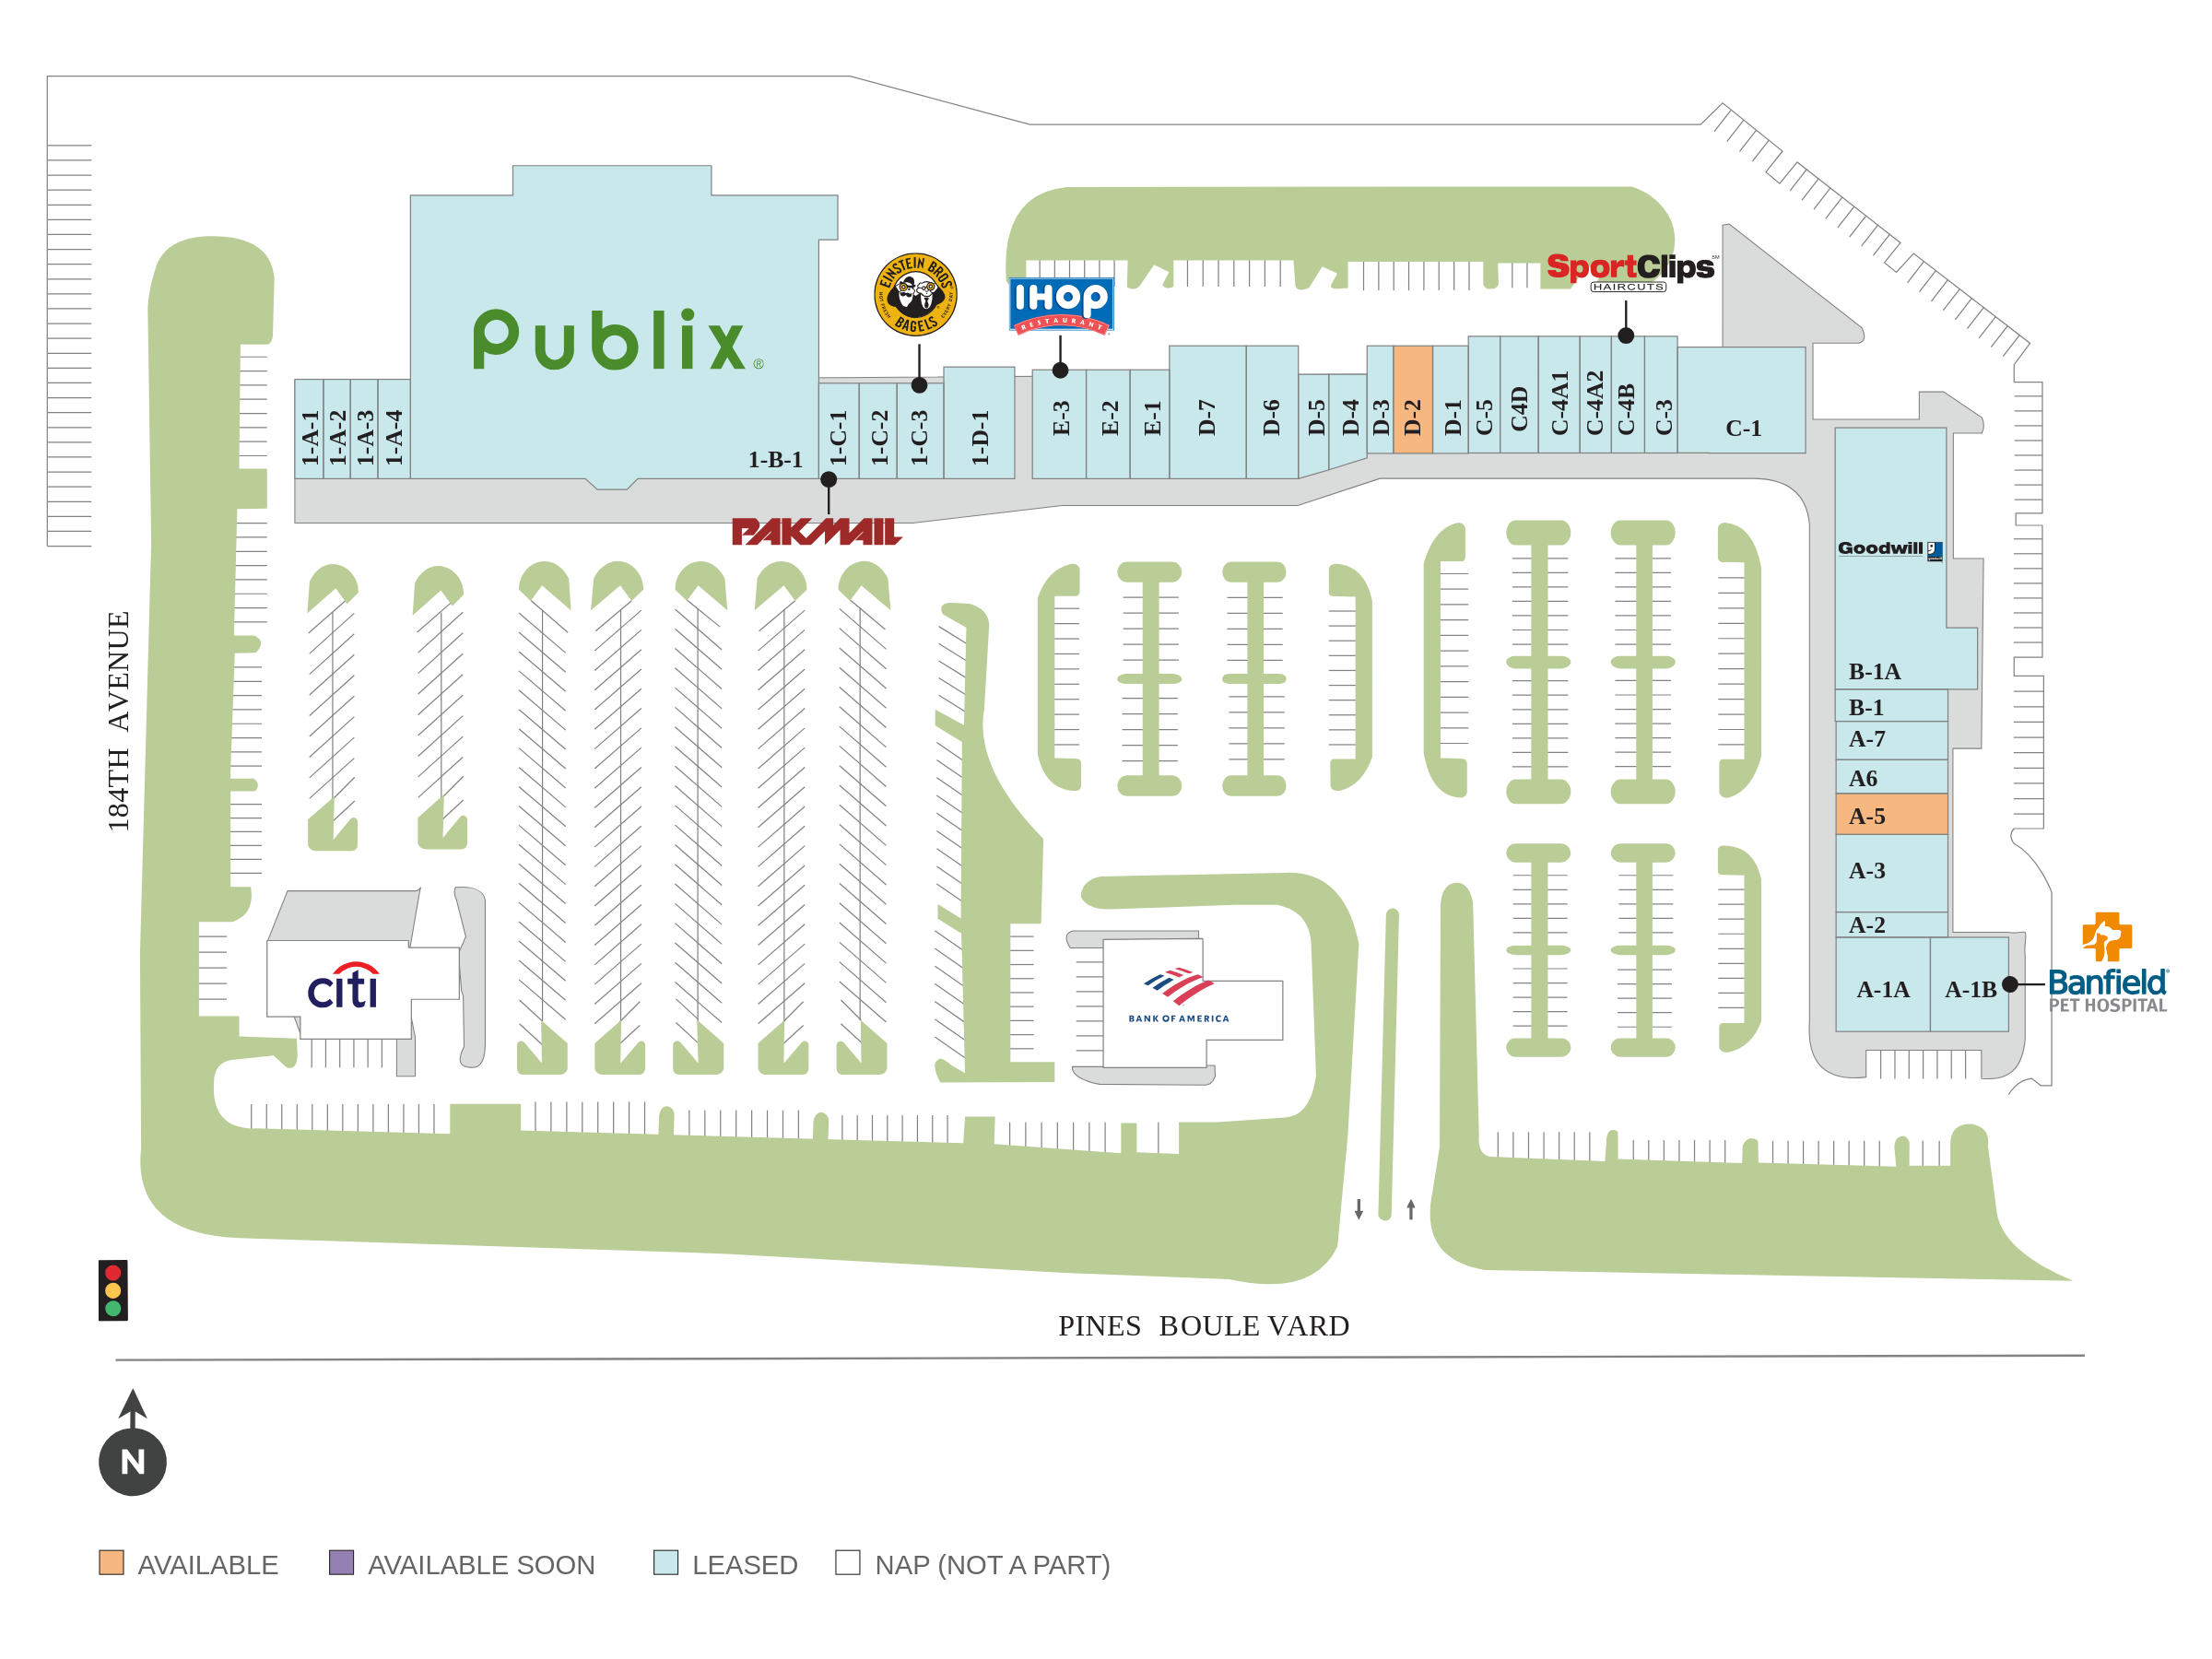 EINSTEIN BROS
BAGELS
IHOP
RESTAURANT
SportClips SM
HAIRCUTS
Publix ®
1-A-1
1-A-2
1-A-3
1-A-4
1-B-1
1-C-1
1-C-2
1-C-3
1-D-1
E-3
E-2
E-1
D-7
D-6
D-5
D-4
D-3
D-2
D-1
C-5
C4D
C-4A1
C-4A2
C-4B
C-3
C-1
PAKMAIL
Goodwill
B-1A
B-1
A-7
A6
A-5
A-3
A-2
A-1A
A-1B
Banfield
PET HOSPITAL
184TH AVENUE
citi
BANK OF AMERICA
PINES BOULE VARD
N
AVAILABLE
AVAILABLE SOON
LEASED
NAP (NOT A PART)